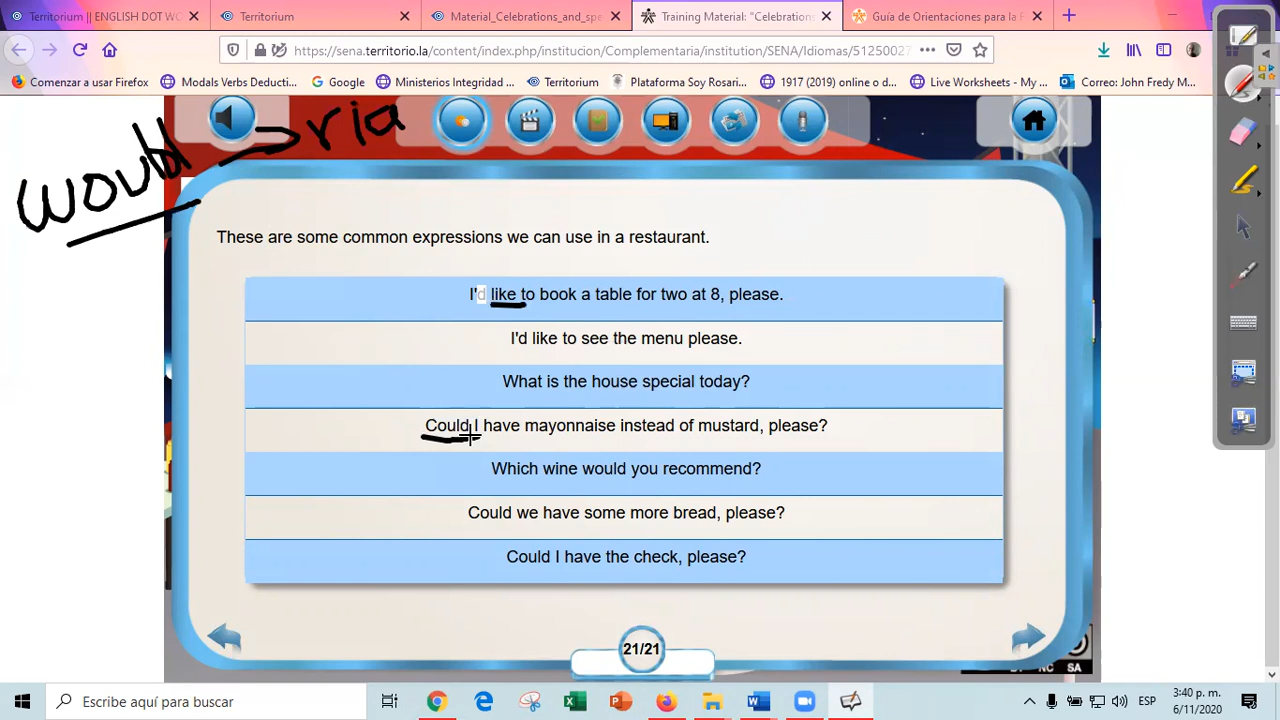 Territorium || ENGLISH DOT WO
Territorium
Material_Celebrations_and_spe
Training Material: "Celebrations
Guía de Orientaciones para la F
https://sena.territorio.la/content/index.php/institucion/Complementaria/institution/SENA/Idiomas/51250027
Comenzar a usar Firefox
Modals Verbs Deducti...
Google
Ministerios Integridad ...
Territorium
Plataforma Soy Rosari...
1917 (2019) online o d...
Live Worksheets - My ...
Correo: John Fredy M...
would → ria
These are some common expressions we can use in a restaurant.
I'd like to book a table for two at 8, please.
I'd like to see the menu please.
What is the house special today?
Could I have mayonnaise instead of mustard, please?
Which wine would you recommend?
Could we have some more bread, please?
Could I have the check, please?
21/21
NC SA
Escribe aquí para buscar
ESP
3:40 p. m.
6/11/2020